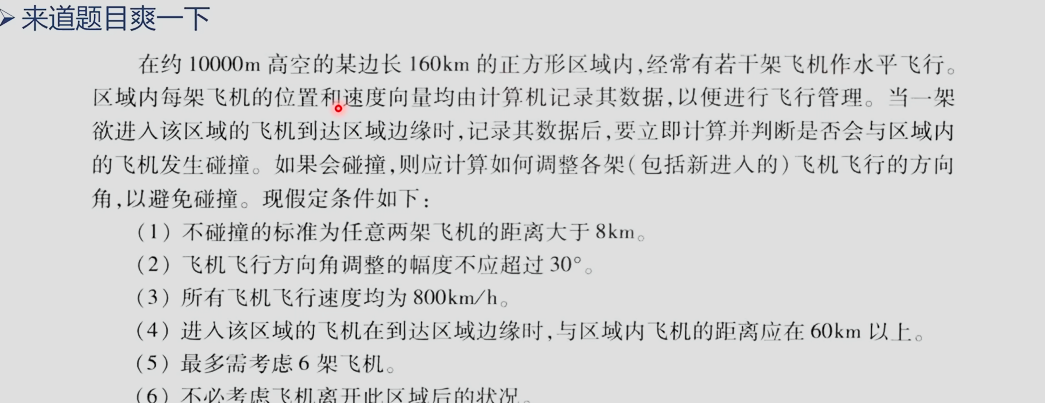 来道题目爽一下
在约 10000m 高空的某边长 160km 的正方形区域内,经常有若干架飞机作水平飞行。
区域内每架飞机的位置和速度向量均由计算机记录其数据,以便进行飞行管理。当一架
欲进入该区域的飞机到达区域边缘时,记录其数据后,要立即计算并判断是否会与区域内
的飞机发生碰撞。如果会碰撞,则应计算如何调整各架(包括新进入的)飞机飞行的方向
角,以避免碰撞。现假定条件如下:
(1) 不碰撞的标准为任意两架飞机的距离大于 8km。
(2) 飞机飞行方向角调整的幅度不应超过 30°。
(3) 所有飞机飞行速度均为 800km/h。
(4) 进入该区域的飞机在到达区域边缘时,与区域内飞机的距离应在 60km 以上。
(5) 最多需考虑 6 架飞机。
(6) 不必考虑飞机离开此区域后的状况。